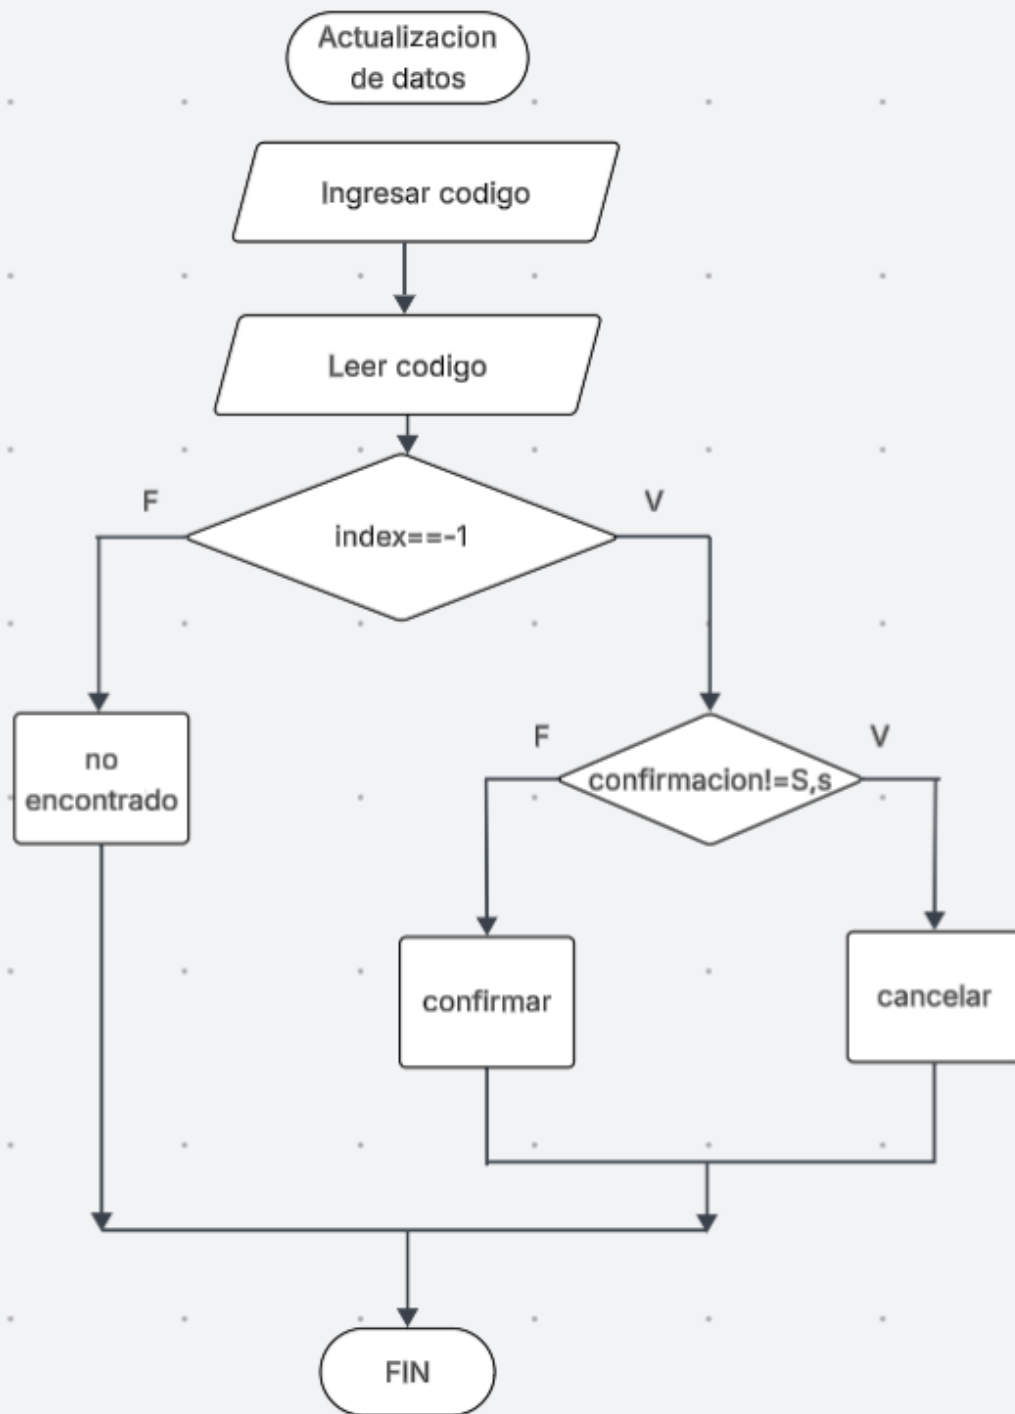 Actualizacion
de datos
Ingresar codigo
Leer codigo
F
V
index==-1
no
encontrado
F
V
confirmacion!=S,s
confirmar
cancelar
FIN